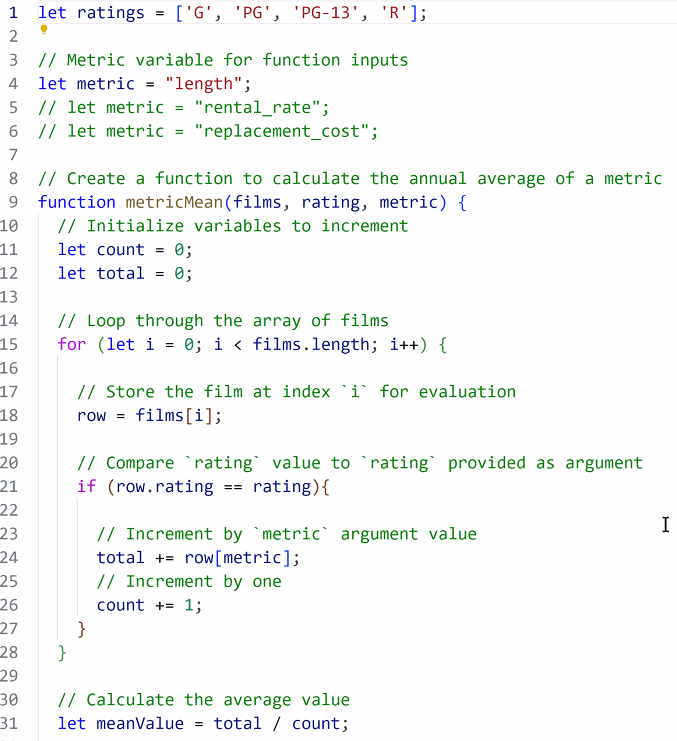 1 let ratings = ['G', 'PG', 'PG-13', 'R'];
2
3 // Metric variable for function inputs
4 let metric = "length";
5 // let metric = "rental_rate";
6 // let metric = "replacement_cost";
7
8 // Create a function to calculate the annual average of a metric
9 function metricMean(films, rating, metric) {
10   // Initialize variables to increment
11   let count = 0;
12   let total = 0;
13
14   // Loop through the array of films
15   for (let i = 0; i < films.length; i++) {
16
17     // Store the film at index `i` for evaluation
18     row = films[i];
19
20     // Compare `rating` value to `rating` provided as argument
21     if (row.rating == rating){
22
23       // Increment by `metric` argument value
24       total += row[metric];
25       // Increment by one
26       count += 1;
27     }
28   }
29
30   // Calculate the average value
31   let meanValue = total / count;